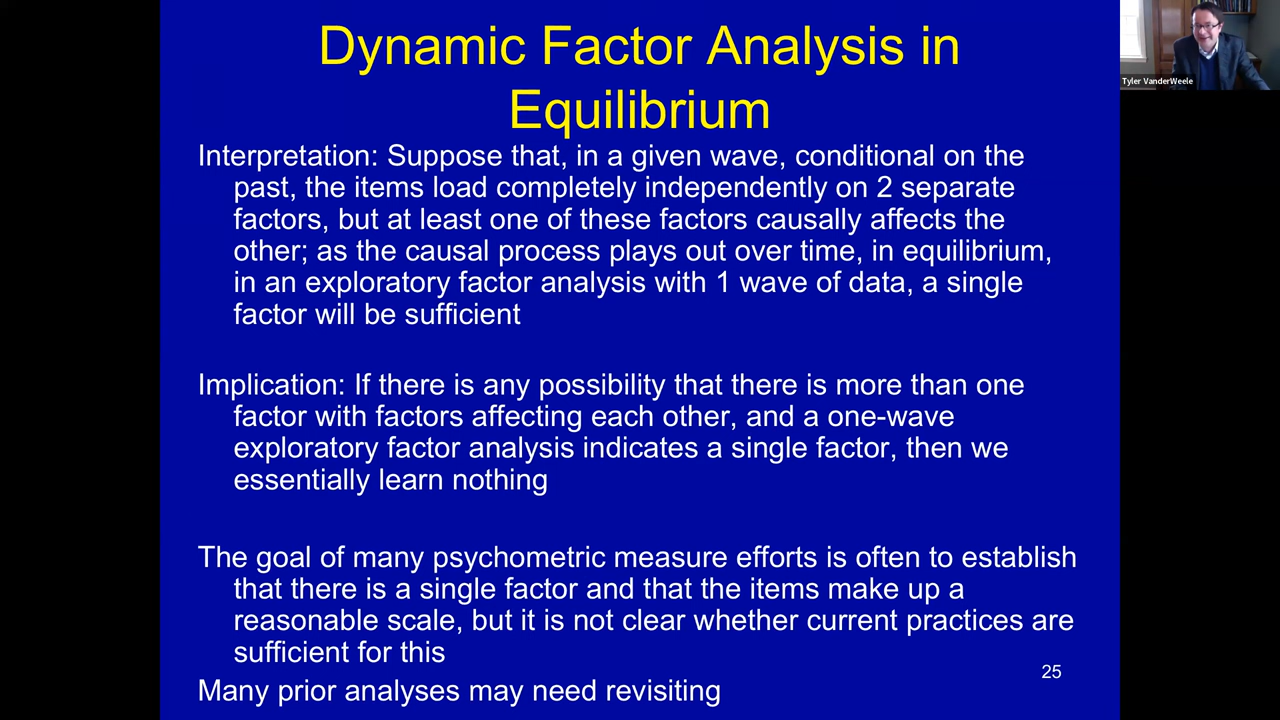 Dynamic Factor Analysis in
Equilibrium
Interpretation: Suppose that, in a given wave, conditional on the
past, the items load completely independently on 2 separate
factors, but at least one of these factors causally affects the
other; as the causal process plays out over time, in equilibrium,
in an exploratory factor analysis with 1 wave of data, a single
factor will be sufficient
Implication: If there is any possibility that there is more than one
factor with factors affecting each other, and a one-wave
exploratory factor analysis indicates a single factor, then we
essentially learn nothing
The goal of many psychometric measure efforts is often to establish
that there is a single factor and that the items make up a
reasonable scale, but it is not clear whether current practices are
sufficient for this
Many prior analyses may need revisiting
25
Tyler VanderWeele